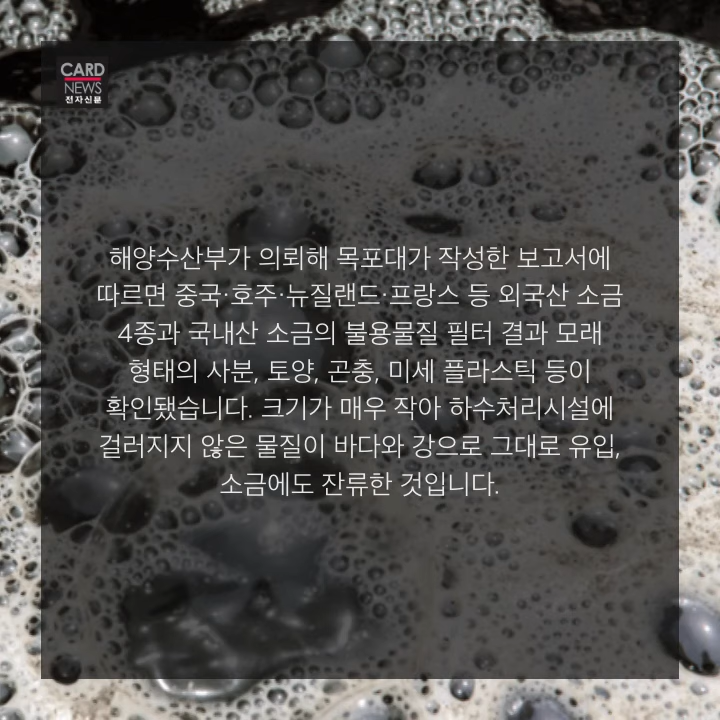 CARD
NEWS
전자신문
해양수산부가 의뢰해 목포대가 작성한 보고서에
따르면 중국·호주·뉴질랜드·프랑스 등 외국산 소금
4종과 국내산 소금의 불용물질 필터 결과 모래
형태의 사분, 토양, 곤충, 미세 플라스틱 등이
확인됐습니다. 크기가 매우 작아 하수처리시설에
걸러지지 않은 물질이 바다와 강으로 그대로 유입,
소금에도 잔류한 것입니다.